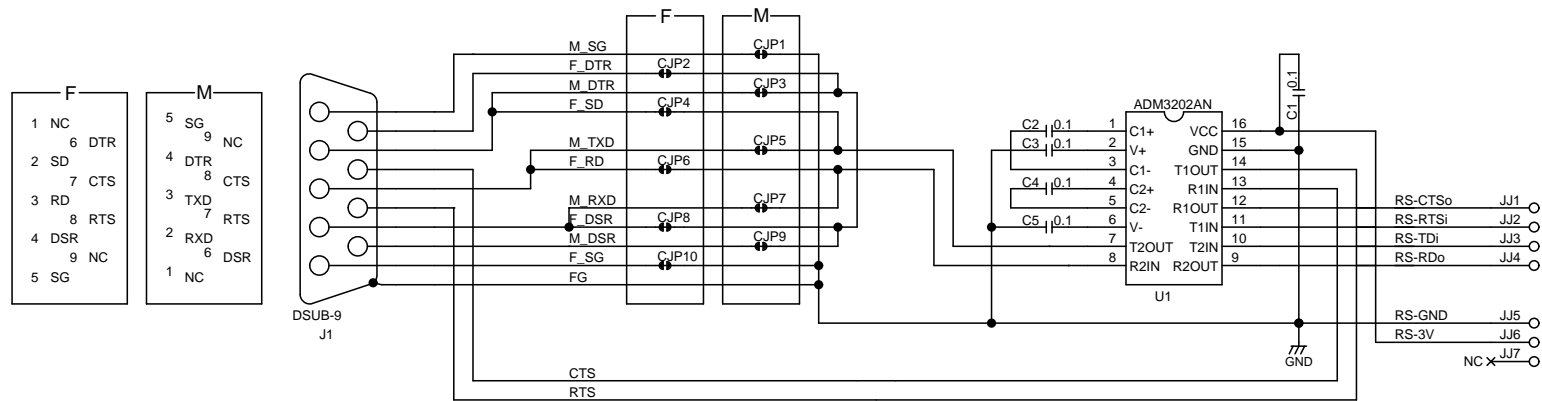 F
1 NC
6 DTR
2 SD
7 CTS
3 RD
8 RTS
4 DSR
9 NC
5 SG
M
5 SG
9 NC
4 DTR
8 CTS
3 TXD
7 RTS
2 RXD
6 DSR
1 NC
DSUB-9
J1
F
M
M_SG
CJP1
F_DTR
CJP2
M_DTR
CJP3
F_SD
CJP4
M_TXD
CJP5
F_RD
CJP6
M_RXD
CJP7
F_DSR
CJP8
M_DSR
CJP9
F_SG
CJP10
FG
CTS
RTS
C2 0.1
C3 0.1
C4 0.1
C5 0.1
ADM3202AN
1 C1+
2 V+
3 C1-
4 C2+
5 C2-
6 V-
7 T2OUT
8 R2IN
VCC 16
GND 15
T1OUT 14
R1IN 13
R1OUT 12
T1IN 11
T2IN 10
R2OUT 9
U1
C1 0.1
GND
RS-CTSo JJ1
RS-RTSi JJ2
RS-TDi JJ3
RS-RDo JJ4
RS-GND JJ5
RS-3V JJ6
NC JJ7